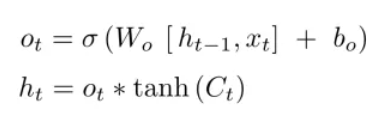 o_t = σ (W_o [h_{t−1}, x_t] + b_o)
h_t = o_t * tanh (C_t)